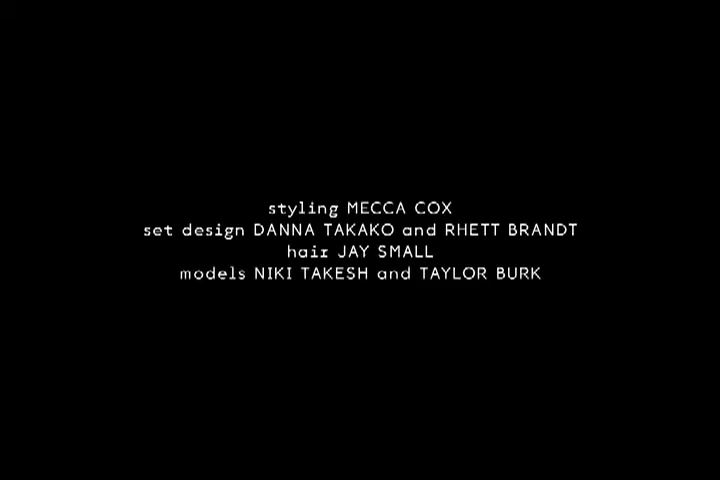 styling MECCA COX
set design DANNA TAKAKO and RHETT BRANDT
hair JAY SMALL
models NIKI TAKESH and TAYLOR BURK